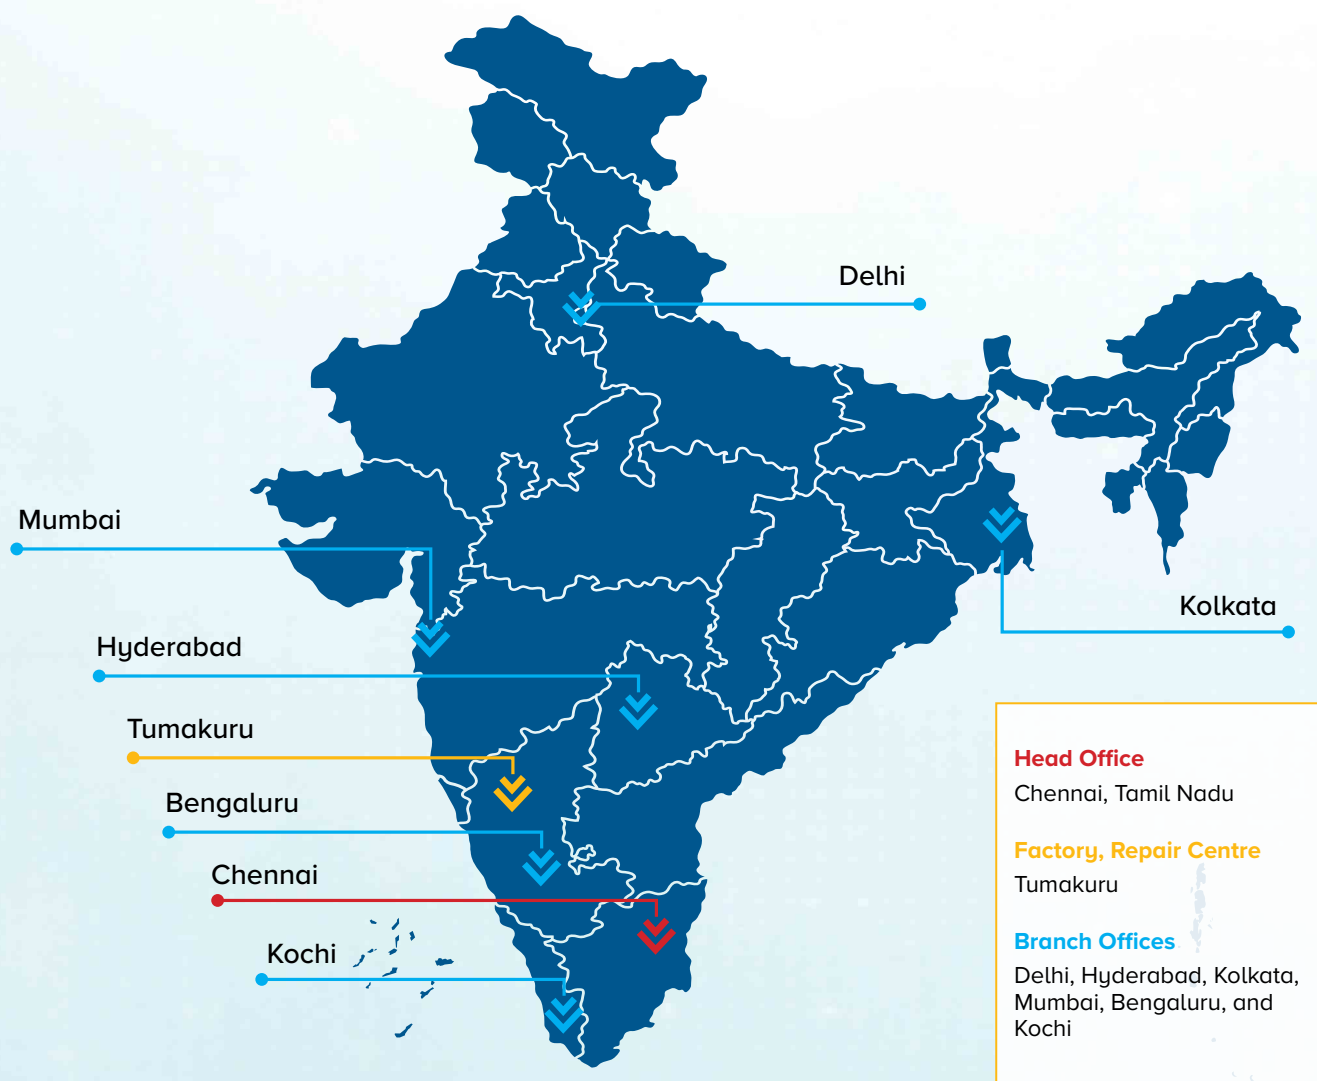 Delhi
Mumbai
Kolkata
Hyderabad
Tumakuru
Bengaluru
Chennai
Kochi
Head Office
Chennai, Tamil Nadu
Factory, Repair Centre
Tumakuru
Branch Offices
Delhi, Hyderabad, Kolkata,
Mumbai, Bengaluru, and
Kochi